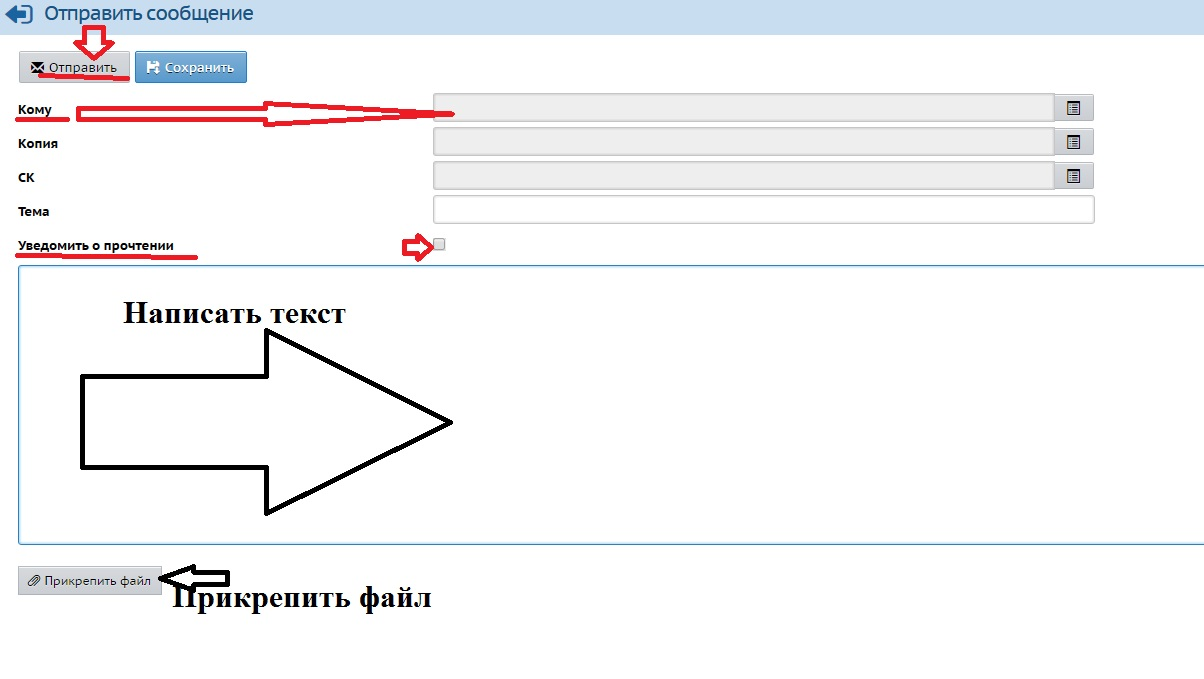 Отправить сообщение
Отправить Сохранить
Кому
Копия
СК
Тема
Уведомить о прочтении
Написать текст
Прикрепить файл
Прикрепить файл